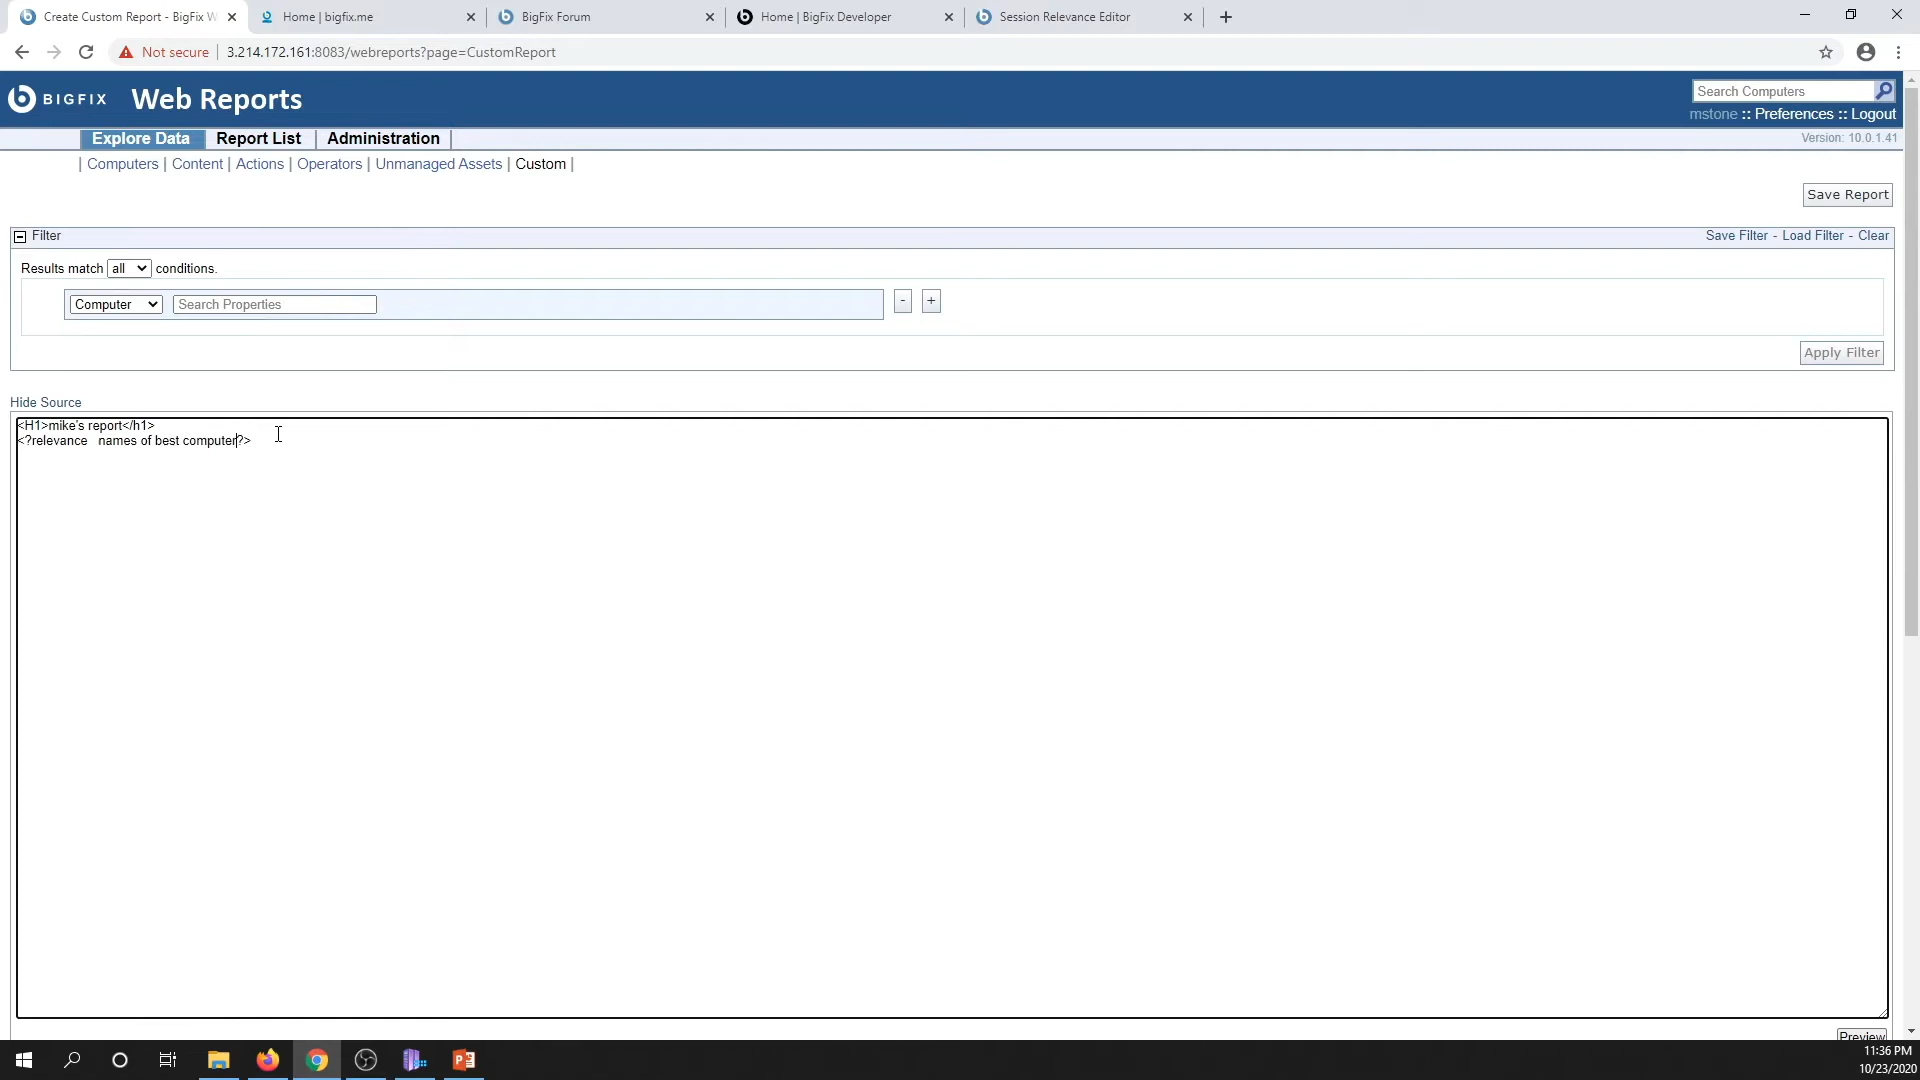 Create Custom Report - BigFix W
Home | bigfix.me
BigFix Forum
Home | BigFix Developer
Session Relevance Editor
Not secure | 3.214.172.161:8083/webreports?page=CustomReport
BIGFIX Web Reports
Search Computers
mstone :: Preferences :: Logout
Explore Data | Report List | Administration |
Version: 10.0.1.41
| Computers | Content | Actions | Operators | Unmanaged Assets | Custom |
Save Report
Filter
Save Filter - Load Filter - Clear
Results match all conditions.
Computer Search Properties - +
Apply Filter
Hide Source
<H1>mike's report</h1>
<?relevance   names of best computer?>
Preview
11:36 PM
10/23/2020